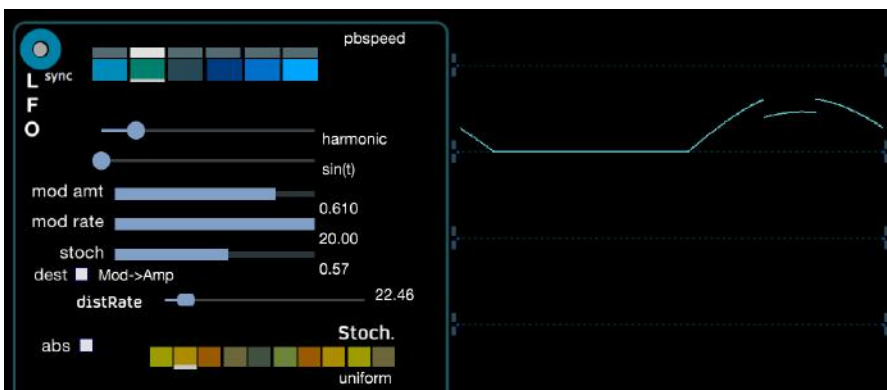 pbspeed
sync
L
F
O
harmonic
sin(t)
mod amt
0.610
mod rate
20.00
stoch
0.57
dest Mod->Amp
distRate 22.46
Stoch.
abs
uniform